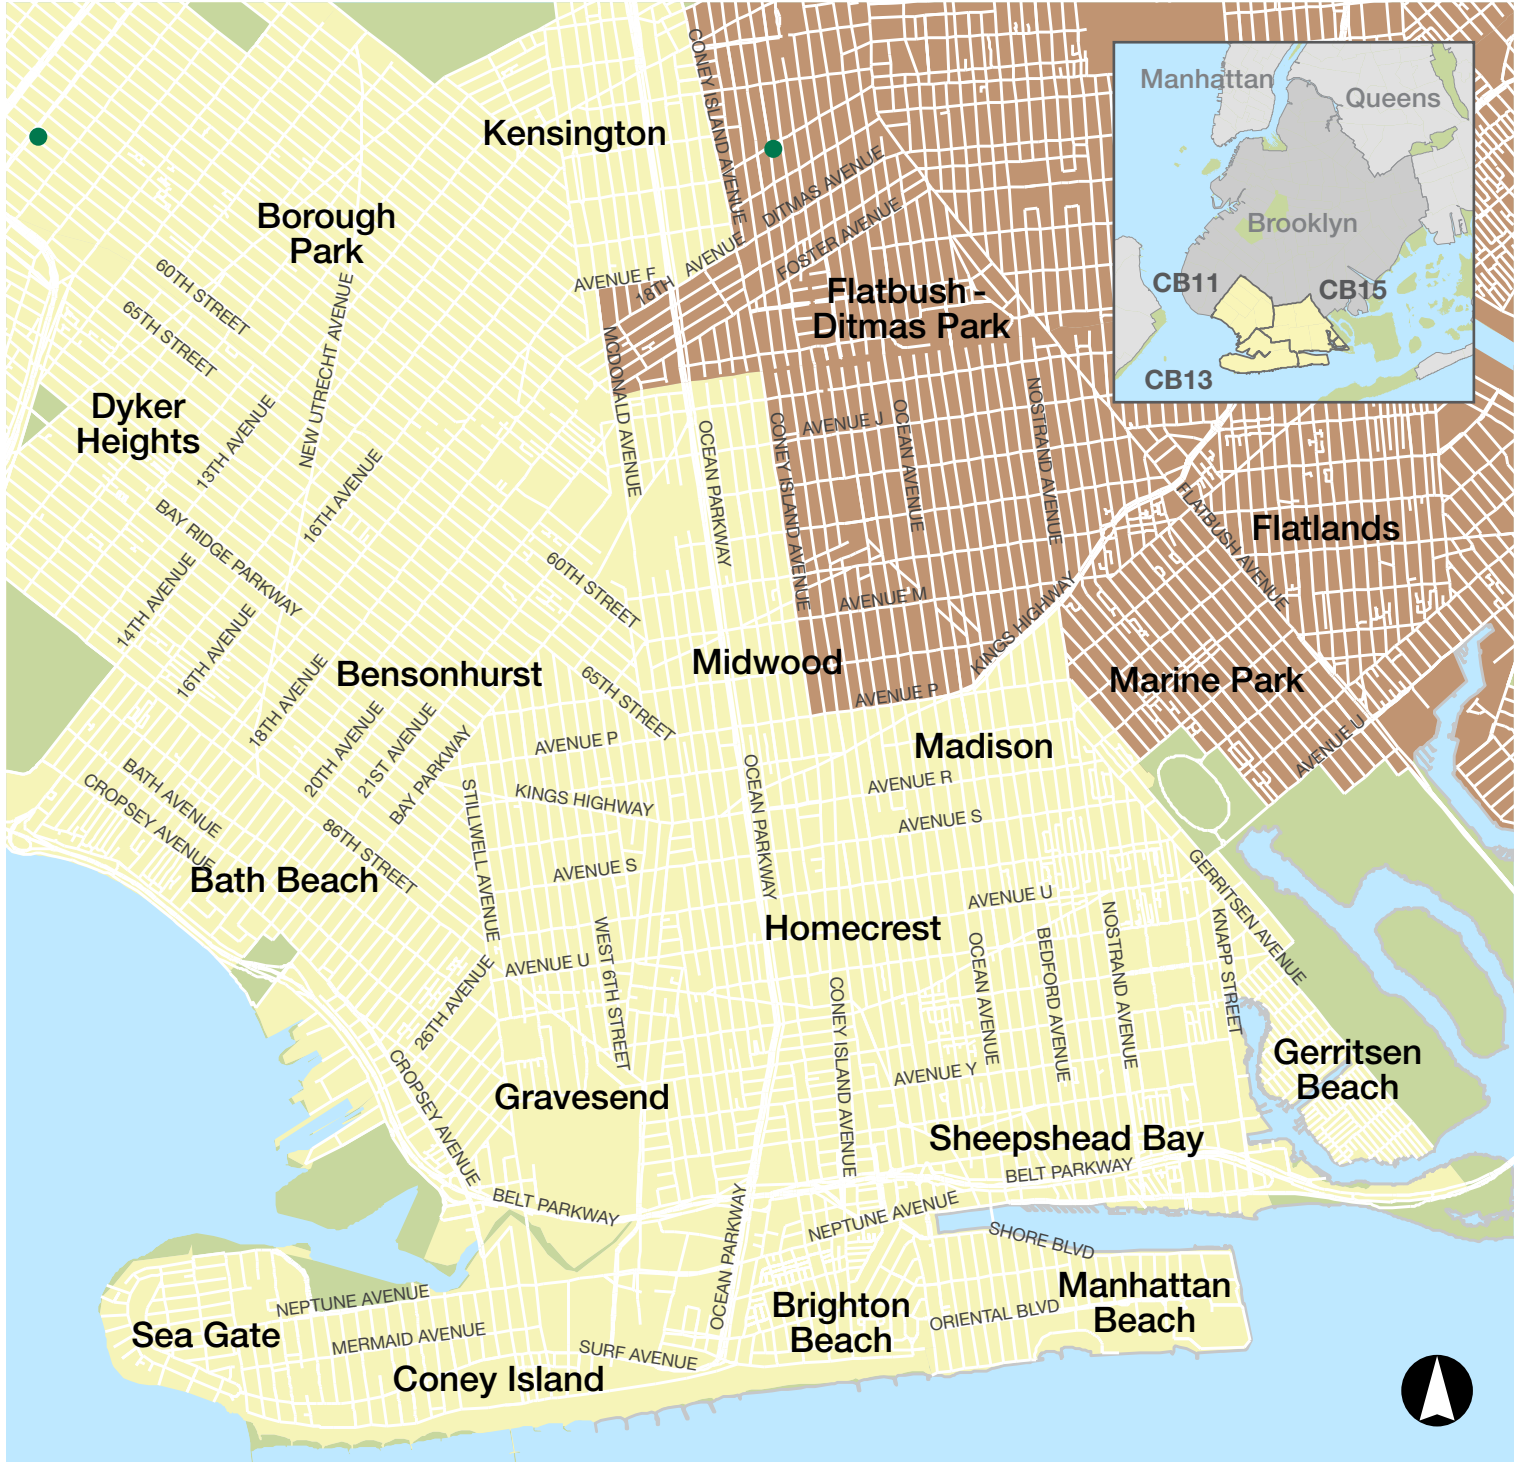 CONEY ISLAND AVENUE
Manhattan
Queens
Kensington
DITMAS AVENUE
Borough
Park
FOSTER AVENUE
Brooklyn
60TH STREET
AVENUE F
18TH
AVENUE
CB11
CB15
Flatbush -
Ditmas Park
65TH STREET
NEW UTRECHT AVENUE
MCDONALD AVENUE
CB13
Dyker
Heights
13TH AVENUE
OCEAN PARKWAY
CONEY ISLAND AVENUE
AVENUE J
OCEAN AVENUE
NOSTRAND AVENUE
16TH AVENUE
FLATBUSH AVENUE
Flatlands
BAY RIDGE PARKWAY
14TH AVENUE
60TH STREET
AVENUE M
KINGS HIGHWAY
16TH AVENUE
Midwood
Bensonhurst
65TH STREET
AVENUE P
Marine Park
18TH AVENUE
20TH AVENUE
21ST AVENUE
BAY PARKWAY
AVENUE P
Madison
AVENUE U
BATH AVENUE
CROPSEY AVENUE
STILLWELL AVENUE
KINGS HIGHWAY
OCEAN PARKWAY
AVENUE R
AVENUE S
86TH STREET
Bath Beach
AVENUE S
GERRITSEN AVENUE
AVENUE U
Homecrest
KNAPP STREET
WEST 6TH STREET
AVENUE U
26TH AVENUE
CONEY ISLAND AVENUE
OCEAN AVENUE
BEDFORD AVENUE
NOSTRAND AVENUE
Gerritsen
Beach
CROPSEY AVENUE
Gravesend
AVENUE Y
Sheepshead Bay
BELT PARKWAY
BELT PARKWAY
NEPTUNE AVENUE
OCEAN PARKWAY
SHORE BLVD
NEPTUNE AVENUE
Manhattan
Beach
Brighton
Beach
ORIENTAL BLVD
Sea Gate
MERMAID AVENUE
SURF AVENUE
Coney Island